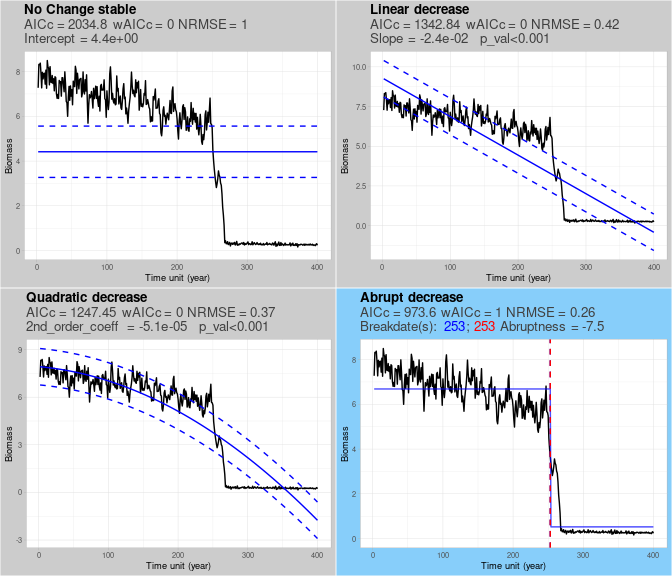 No Change stable
AICc = 2034.8 wAICc = 0 NRMSE = 1
Intercept = 4.4e+00
8
6
4
2
0
Biomass
0 100 200 300 400
Time unit (year)
Linear decrease
AICc = 1342.84 wAICc = 0 NRMSE = 0.42
Slope = -2.4e-02 p_val<0.001
10.0
7.5
5.0
2.5
0.0
Biomass
0 100 200 300 400
Time unit (year)
Quadratic decrease
AICc = 1247.45 wAICc = 0 NRMSE = 0.37
2nd_order_coeff = -5.1e-05 p_val<0.001
9
6
3
0
-3
Biomass
0 100 200 300 400
Time unit (year)
Abrupt decrease
AICc = 973.6 wAICc = 1 NRMSE = 0.26
Breakdate(s): 253; 253 Abruptness = -7.5
8
6
4
2
0
Biomass
0 100 200 300 400
Time unit (year)